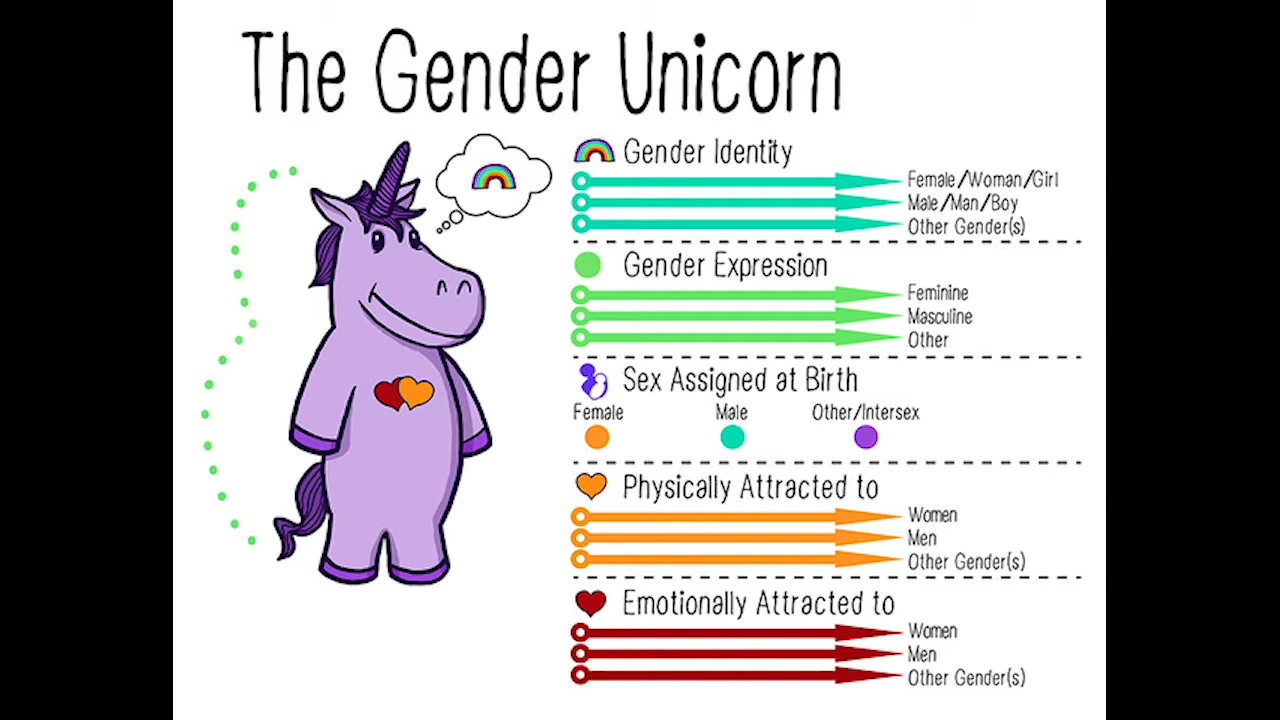 The Gender Unicorn
Gender Identity
Female/Woman/Girl
Male/Man/Boy
Other Gender(s)
Gender Expression
Feminine
Masculine
Other
Sex Assigned at Birth
Female Male Other/Intersex
Physically Attracted to
Women
Men
Other Gender(s)
Emotionally Attracted to
Women
Men
Other Gender(s)